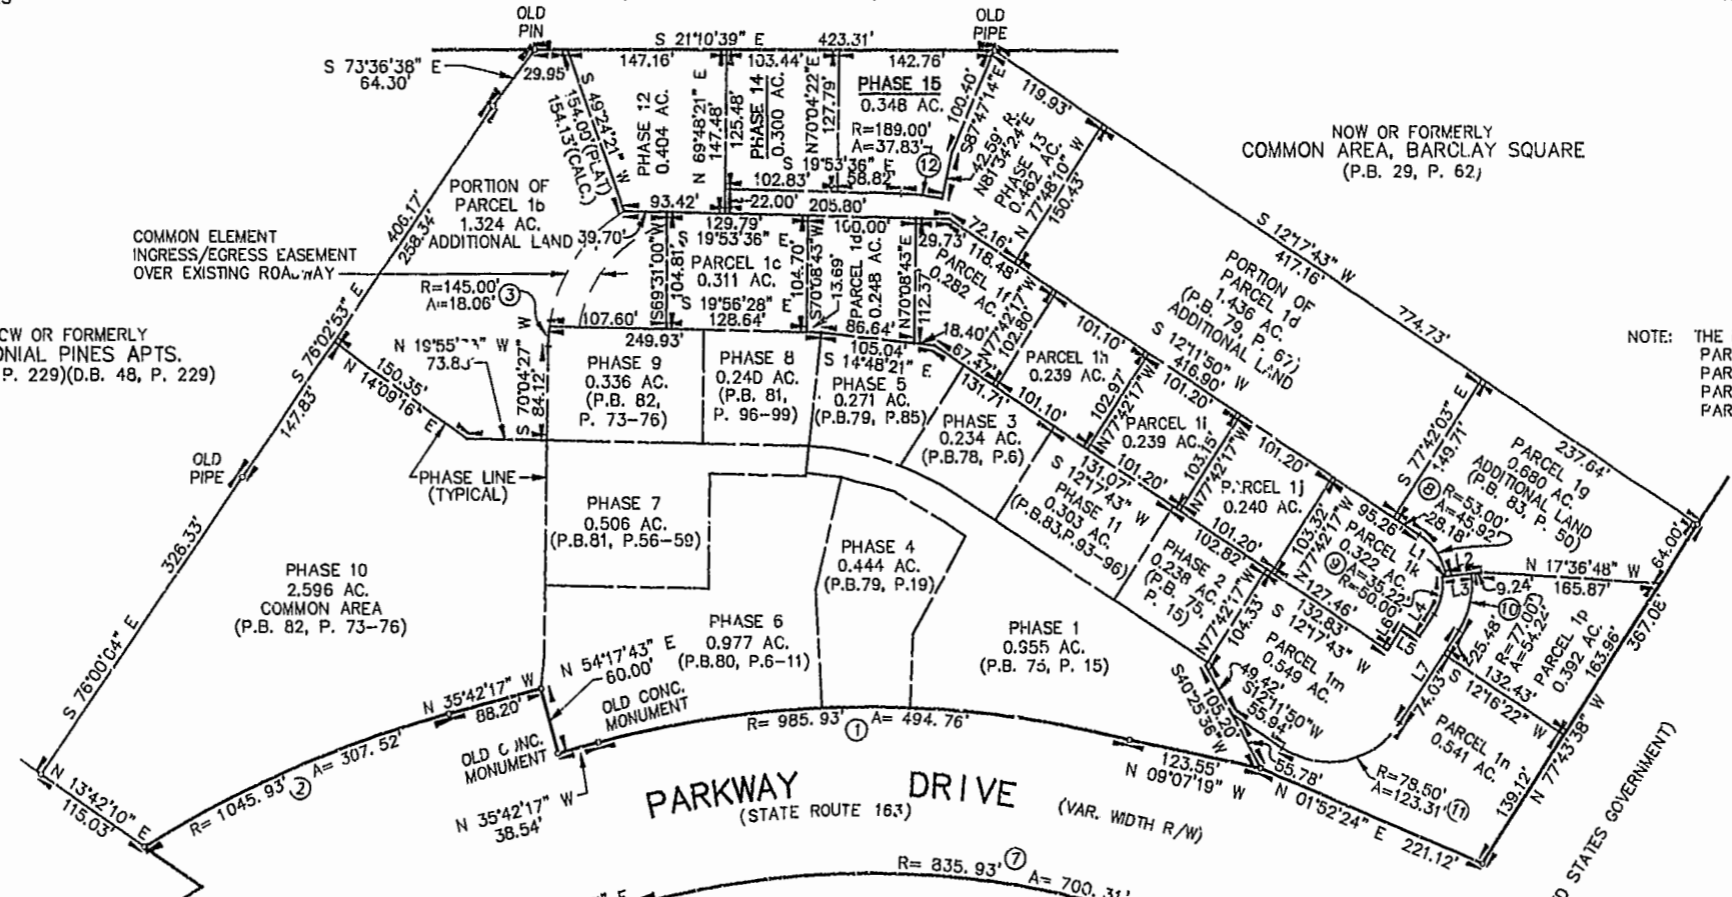 OLD
PIN
S 21°10'39" E 423.31'
OLD
PIPE
S 73°36'38" E
64.30'
29.95'
147.16'
103.44'
142.76'
S 49°24'21" W
154.00'(PLAT)
154.13'(CALC.)
PHASE 12
0.404 AC.
N 69°48'21" E
147.48'
125.48'
PHASE 14
0.300 AC.
N70°04'22"E
127.79'
PHASE 15
0.348 AC.
R=189.00'
A=37.83'
12
S 19°53'36" E
102.83'
58.82'
100.40'
S87°47'14"E
42.59' R.
N81°34'24"E
PHASE 13
0.462 AC.
N 77°48'10" W
150.43'
119.93'
NOW OR FORMERLY
COMMON AREA, BARCLAY SQUARE
(P.B. 29, P. 62)
S 12°17'43" W
417.16'
774.73'
PORTION OF
PARCEL 1b
1.324 AC.
ADDITIONAL LAND
406.17'
258.34'
COMMON ELEMENT
INGRESS/EGRESS EASEMENT
OVER EXISTING ROADWAY
93.42'
22.00'
205.80'
39.70'
129.79'
S 19°53'36" E
100.00'
29.73'
72.16'
118.48'
S69°31'00"W
104.81'
PARCEL 1c
0.311 AC.
S 19°56'28" E
128.64'
104.70'
S70°08'43"W
13.69'
PARCEL 1d
0.248 AC.
N70°08'43"E
112.37'
PARCEL 1f
0.282 AC.
N77°42'17"W
102.80'
R=145.00'
A=18.06'
3
107.60'
249.93'
86.64'
105.04'
S 14°48'21" E
18.40'
67.47'
131.71'
PORTION OF
PARCEL 1d
1.436 AC.
(P.B. 79, P. 67)
ADDITIONAL LAND
S 12°11'50" W
416.90'
101.10'
PARCEL 1h
0.239 AC.
101.10'
102.97'
N77°42'17"W
101.20'
PARCEL 1i
0.239 AC.
101.20'
103.15'
N77°42'17"W
101.20'
PARCEL 1j
0.240 AC.
101.20'
103.32'
N77°42'17"W
95.26'
OR FORMERLY
ONIAL PINES APTS.
P. 229)(D.B. 48, P. 229)
S 76°02'53" E
147.83'
N 73.83'
150.35'
N 14°09'16" E
S 70°04'27" W
84.12'
PHASE 9
0.336 AC.
(P.B. 82,
P. 73-76)
PHASE 8
0.240 AC.
(P.B. 81,
P. 96-99)
PHASE 5
0.271 AC.
(P.B.79, P.85)
PHASE 3
0.234 AC.
(P.B.78, P.6)
131.07'
S 12°17'43" W
PHASE 11
0.303 AC.
(P.B.83,P.93-96)
102.82'
PHASE 2
0.238 AC.
(P.B. 75,
P. 15)
N77°42'17"W
104.33'
NOTE: THE
PAR
PAR
PAR
PAR
S 77°42'03" E
149.71'
237.64'
PARCEL 1g
0.680 AC.
ADDITIONAL LAND
(P.B. 83, P. 50)
8
R=53.00'
A=45.92'
28.18'
L1
L2
L3
PARCEL 1k
0.322 AC.
9
A=35.22'
R=50.00'
L4
L5
L6
L7
9.24'
N 17°36'48" W
165.87'
64.00'
367.08'
10
R=77.00'
A=54.24'
25.48'
PARCEL 1p
0.392 AC.
163.96'
132.43'
S 12°16'22" W
127.46'
132.83'
S 12°17'43" W
PARCEL 1m
0.549 AC.
74.03'
PARCEL 1n
0.541 AC.
N 77°43'38" W
139.12'
OLD
PIPE
PHASE LINE
(TYPICAL)
326.33'
S 76°00'04" E
PHASE 10
2.596 AC.
COMMON AREA
(P.B. 82, P. 73-76)
PHASE 7
0.506 AC.
(P.B.81, P.56-59)
PHASE 4
0.444 AC.
(P.B.79, P.19)
PHASE 6
0.977 AC.
(P.B.80, P.6-11)
PHASE 1
0.955 AC.
(P.B. 75, P. 15)
N 54°17'43" E
60.00'
N 35°42'17" W
88.20'
OLD CONC.
MONUMENT
OLD CONC.
MONUMENT
R= 985.93' 1 A= 494.76'
49.42'
S12°11'50"W
55.94'
S40°25'36"W
105.20'
55.78'
R=78.50'
A=123.31' 11
123.55'
N 09°07'19" W
N 01°52'24" E
221.12'
R= 1045.93' 2 A= 307.52'
N 13°42'10" E
115.03'
N 35°42'17" W
38.54'
PARKWAY DRIVE
(STATE ROUTE 163)
(VAR. WIDTH R/W)
STATES GOVERNMENT)
R= 835.93' 7 A= 700.31'